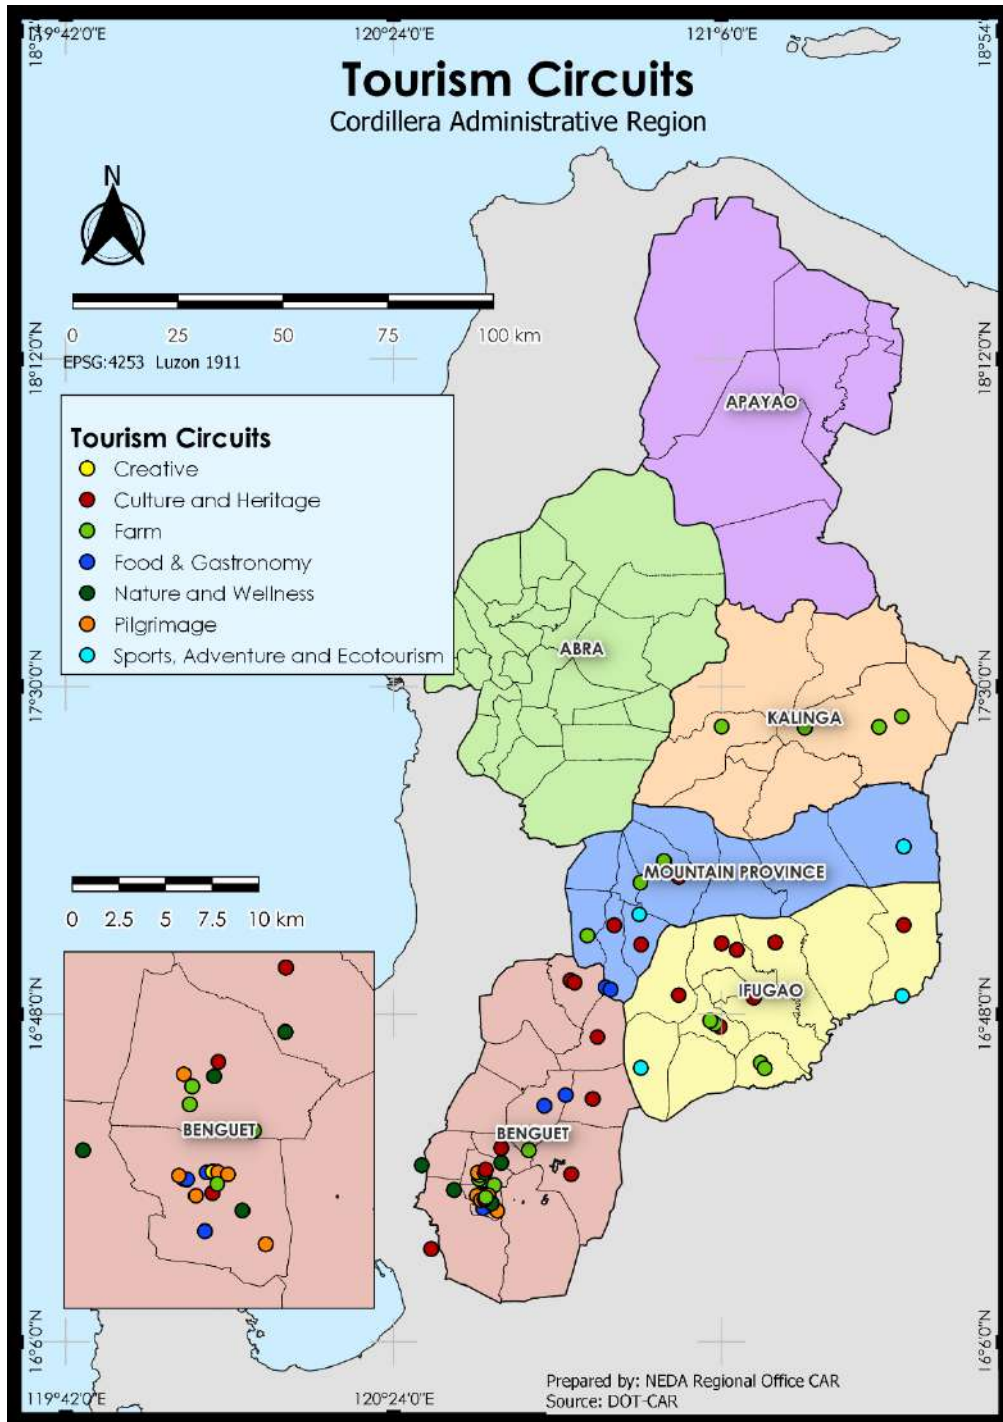 119°42'0"E 120°24'0"E 121°6'0"E
18°54' 18°54'
Tourism Circuits
Cordillera Administrative Region
N
0 25 50 75 100 km
EPSG:4253 Luzon 1911
18°12'0"N 18°12'0"N
Tourism Circuits
Creative
Culture and Heritage
Farm
Food & Gastronomy
Nature and Wellness
Pilgrimage
Sports, Adventure and Ecotourism
APAYAO
ABRA
17°30'0"N 17°30'0"N
KALINGA
MOUNTAIN PROVINCE
0 2.5 5 7.5 10 km
IFUGAO
16°48'0"N 16°48'0"N
BENGUET
BENGUET
16°6'0"N 16°6'0"N
Prepared by: NEDA Regional Office CAR
Source: DOT-CAR
119°42'0"E 120°24'0"E